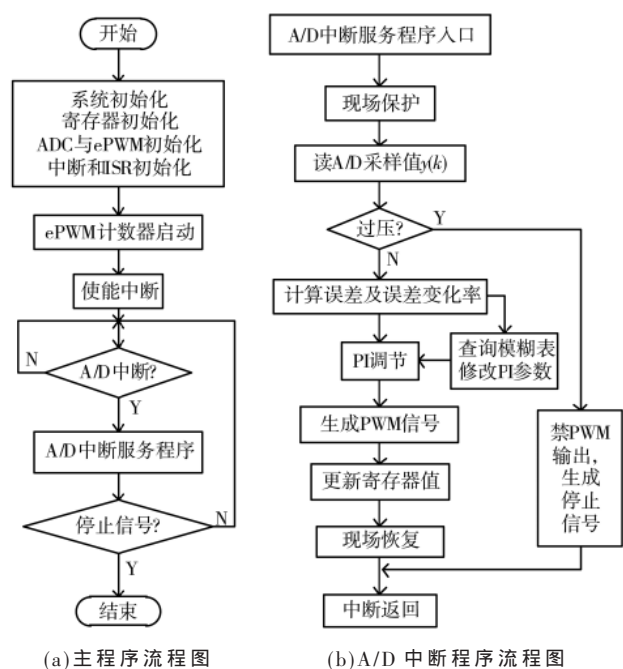 开始
系统初始化
寄存器初始化
ADC与ePWM初始化
中断和ISR初始化
ePWM计数器启动
使能中断
N
A/D中断?
Y
A/D中断服务程序
停止信号?
N
Y
结束
(a)主程序流程图
A/D中断服务程序入口
现场保护
读A/D采样值y(k)
过压?
Y
N
计算误差及误差变化率
PI调节
查询模糊表
修改PI参数
生成PWM信号
更新寄存器值
现场恢复
禁PWM
输出,
生成
停止
信号
中断返回
(b)A/D 中断程序流程图